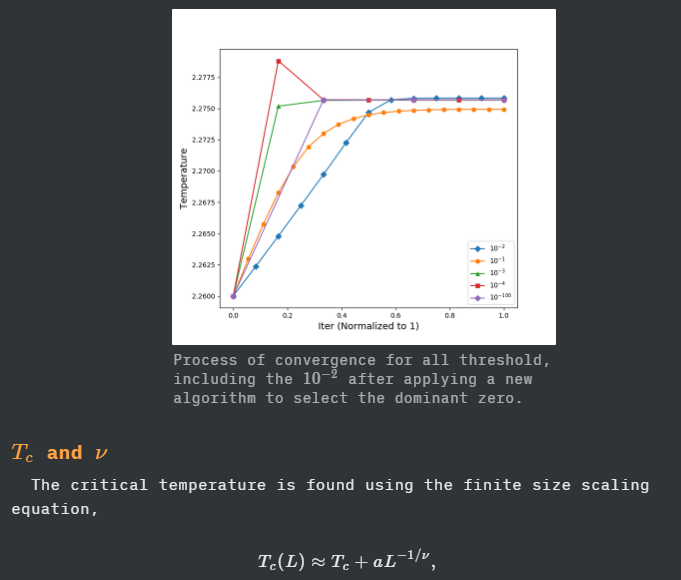 2.2775
2.2750
2.2725
2.2700
2.2675
2.2650
2.2625
2.2600
Temperature
0.0 0.2 0.4 0.6 0.8 1.0
Iter (Normalized to 1)
10⁻²
10⁻¹
10⁻³
10⁻⁴
10⁻¹⁰⁰
Process of convergence for all threshold,
including the 10⁻² after applying a new
algorithm to select the dominant zero.
T_c and ν
The critical temperature is found using the finite size scaling
equation,
T_c(L) ≈ T_c + aL^{-1/ν},